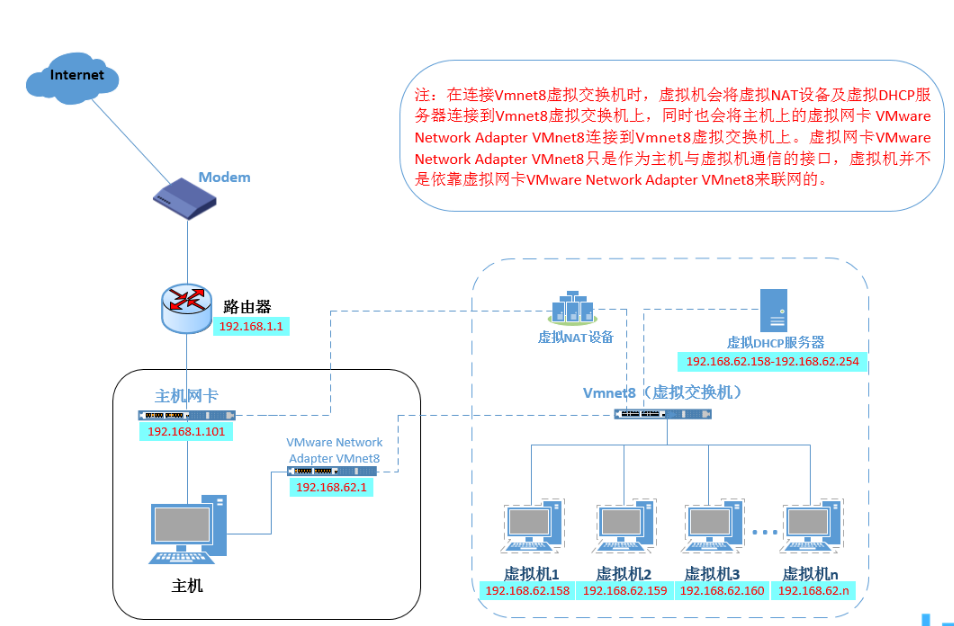 Internet
注：在连接Vmnet8虚拟交换机时，虚拟机会将虚拟NAT设备及虚拟DHCP服
务器连接到Vmnet8虚拟交换机上，同时也会将主机上的虚拟网卡 VMware
Network Adapter VMnet8连接到Vmnet8虚拟交换机上。虚拟网卡VMware
Network Adapter VMnet8只是作为主机与虚拟机通信的接口，虚拟机并不
是依靠虚拟网卡VMware Network Adapter VMnet8来联网的。
Modem
路由器
192.168.1.1
虚拟NAT设备
虚拟DHCP服务器
192.168.62.158-192.168.62.254
主机网卡
192.168.1.101
Vmnet8（虚拟交换机）
VMware Network
Adapter VMnet8
192.168.62.1
主机
虚拟机1
192.168.62.158
虚拟机2
192.168.62.159
虚拟机3
192.168.62.160
虚拟机n
192.168.62.n